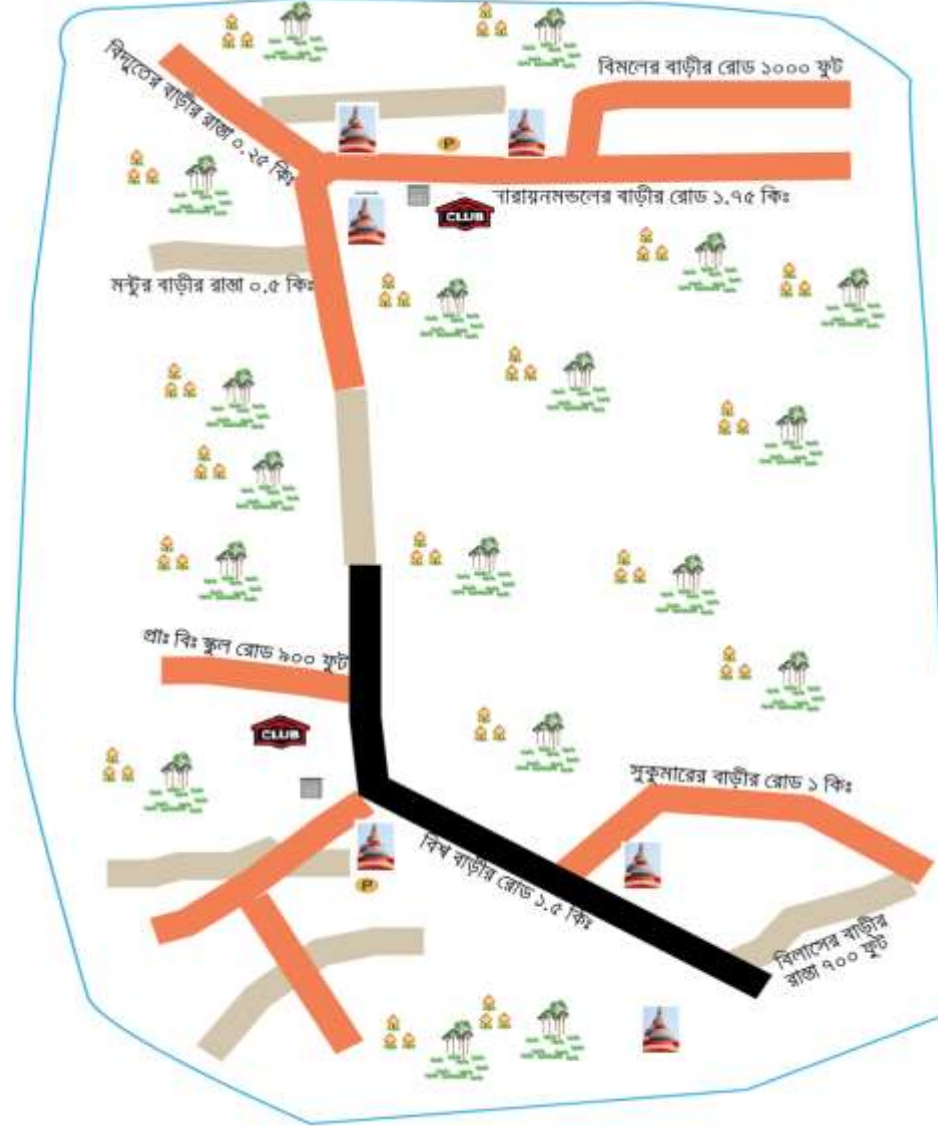 বিদ্যুতের বাড়ীর রাস্তা ০.২৫ কিঃ
বিমলের বাড়ীর রোড ১০০০ ফুট
P
নারায়নমন্ডলের বাড়ীর রোড ১.৭৫ কিঃ
CLUB
মন্টুর বাড়ীর রাস্তা ০.৫ কিঃ
প্রাঃ বিঃ স্কুল রোড ৯০০ ফুট
CLUB
সুকুমারের বাড়ীর রোড ১ কিঃ
বিশ্ব বাড়ীর রোড ১.৫ কিঃ
P
বিলাসের বাড়ীর
রাস্তা ৭০০ ফুট